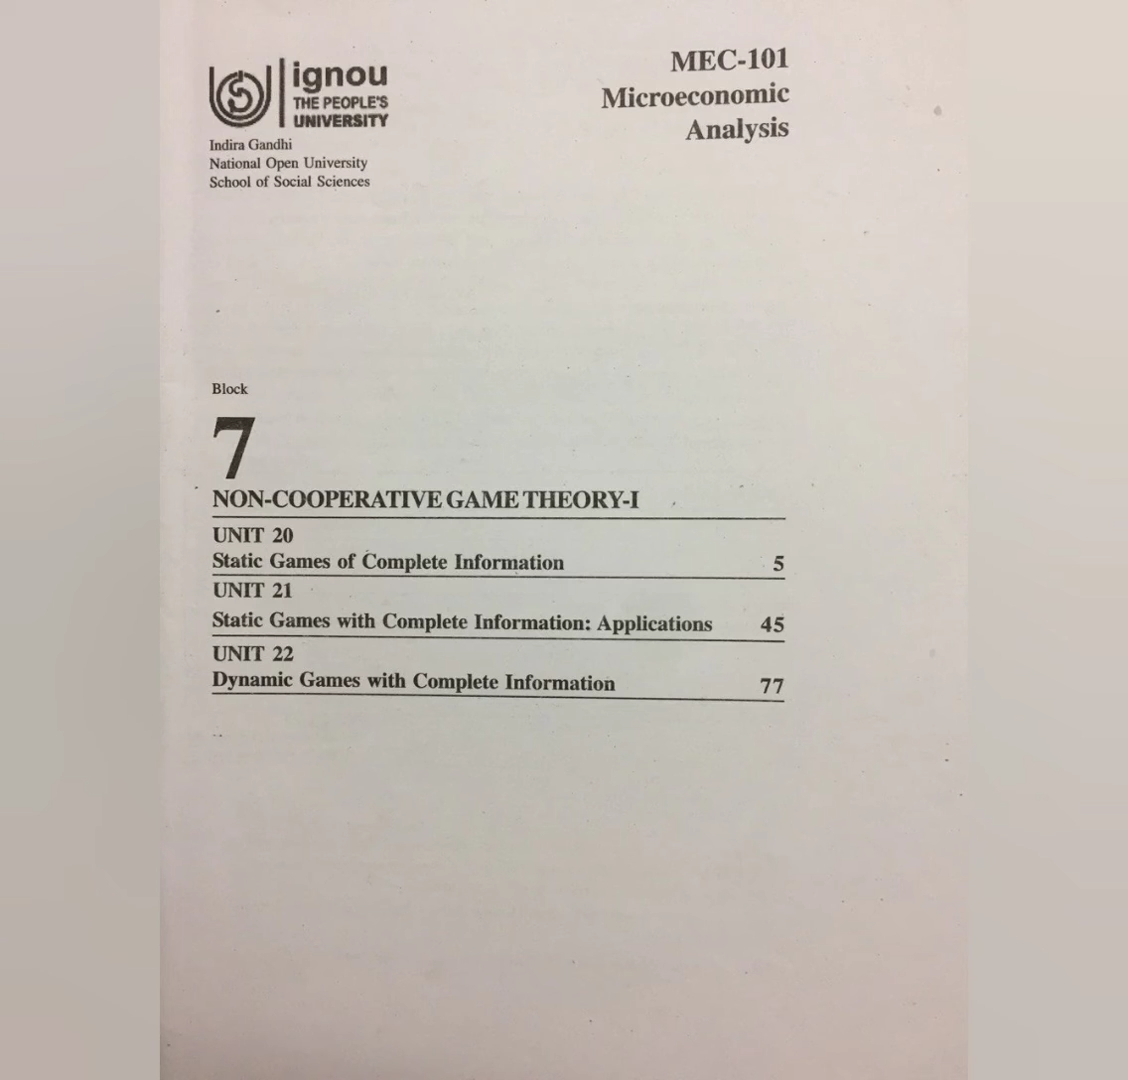 ignou
THE PEOPLE'S
UNIVERSITY
Indira Gandhi
National Open University
School of Social Sciences
MEC-101
Microeconomic
Analysis
Block
7
NON-COOPERATIVE GAME THEORY-I
UNIT 20
Static Games of Complete Information 5
UNIT 21
Static Games with Complete Information: Applications 45
UNIT 22
Dynamic Games with Complete Information 77